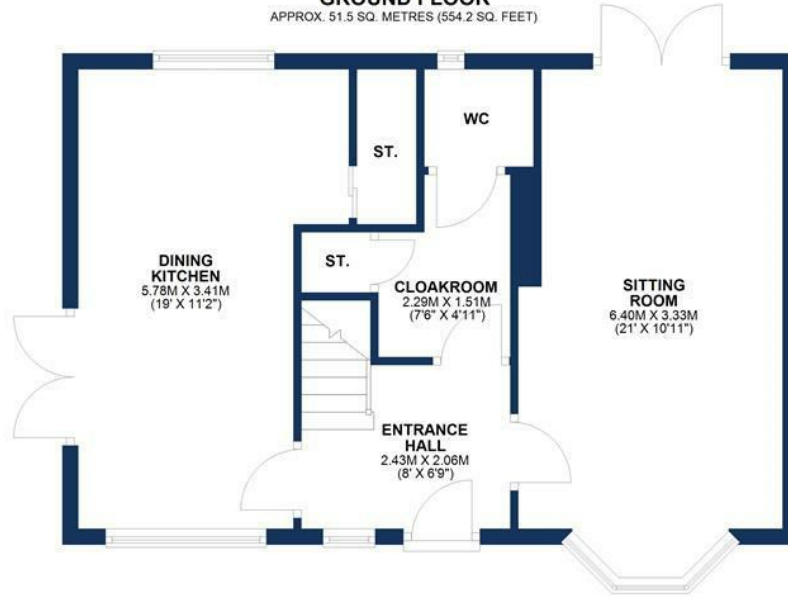 GROUND FLOOR
APPROX. 51.5 SQ. METRES (554.2 SQ. FEET)
WC
ST.
DINING
KITCHEN
5.78M X 3.41M
(19' X 11'2")
ST.
CLOAKROOM
2.29M X 1.51M
(7'6" X 4'11")
SITTING
ROOM
6.40M X 3.33M
(21' X 10'11")
ENTRANCE
HALL
2.43M X 2.06M
(8' X 6'9")